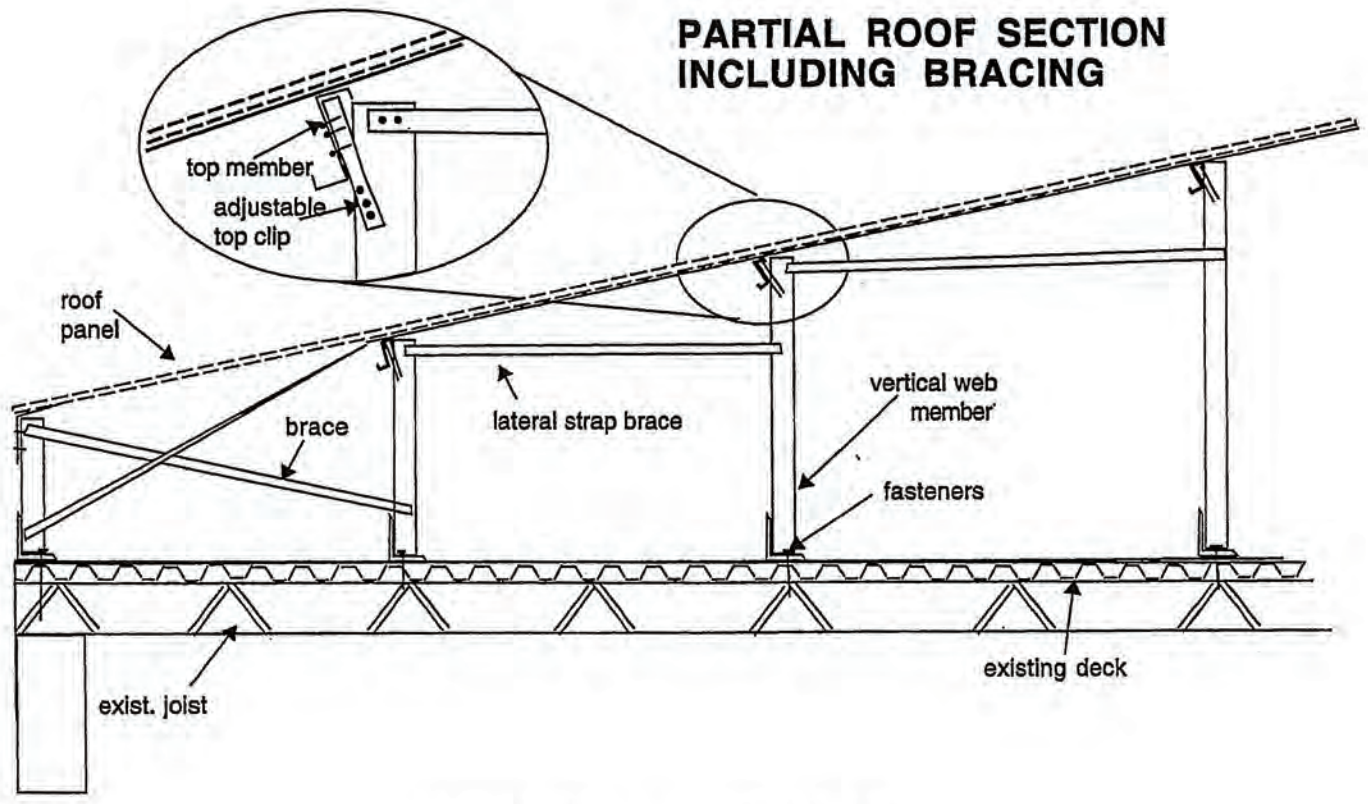 PARTIAL ROOF SECTION
INCLUDING BRACING
top member
adjustable
top clip
roof
panel
brace
lateral strap brace
vertical web
member
fasteners
exist. joist
existing deck